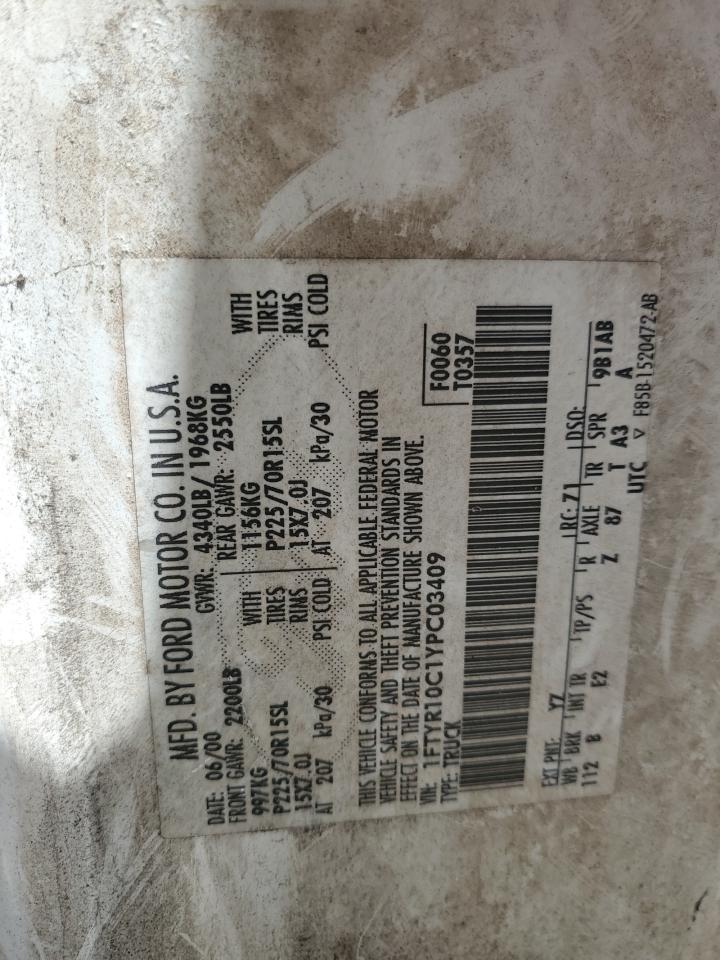 MFD. BY FORD MOTOR CO. IN U.S.A.
DATE: 06/00 GVWR: 4340LB/ 1968KG
FRONT GAWR: 2200LB REAR GAWR: 2550LB
997KG WITH 1156KG WITH
P225/70R15SL TIRES P225/70R15SL TIRES
15X7.0J RIMS 15X7.0J RIMS
AT 207 kPa/30 PSI COLD AT 207 kPa/30 PSI COLD
THIS VEHICLE CONFORMS TO ALL APPLICABLE FEDERAL MOTOR
VEHICLE SAFETY AND THEFT PREVENTION STANDARDS IN
EFFECT ON THE DATE OF MANUFACTURE SHOWN ABOVE.
VIN: 1FTYR10C1YPC03409 F0060
TYPE: TRUCK T0357
EXT PNT: YZ RC: 71 DSO:
WB BRK INT TR TP/PS R AXLE TR SPR 9B1AB
112 B E2 Z 87 T A3 A
UTC ▽ F85B-1520472-AB